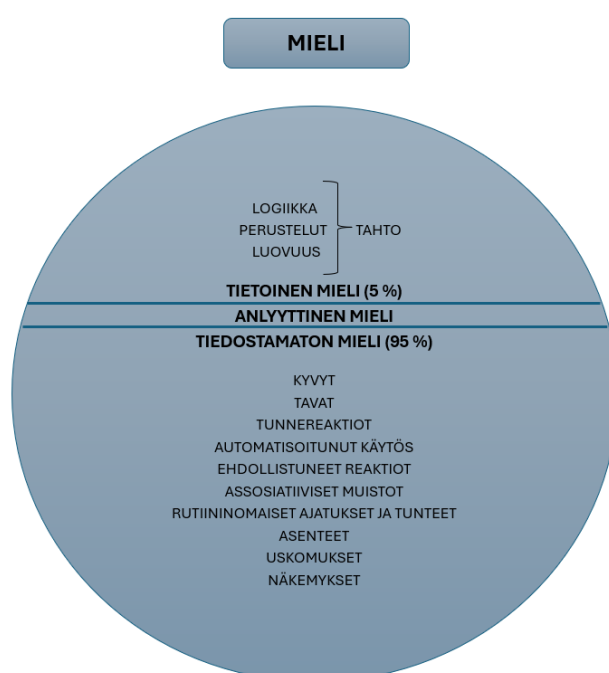 MIELI
LOGIIKKA
PERUSTELUT
TAHTO
LUOVUUS
TIETOINEN MIELI (5 %)
ANLYYTTINEN MIELI
TIEDOSTAMATON MIELI (95 %)
KYVYT
TAVAT
TUNNEREAKTIOT
AUTOMATISOITUNUT KÄYTÖS
EHDOLLISTUNEET REAKTIOT
ASSOSIATIIVISET MUISTOT
RUTIININOMAISET AJATUKSET JA TUNTEET
ASENTEET
USKOMUKSET
NÄKEMYKSET